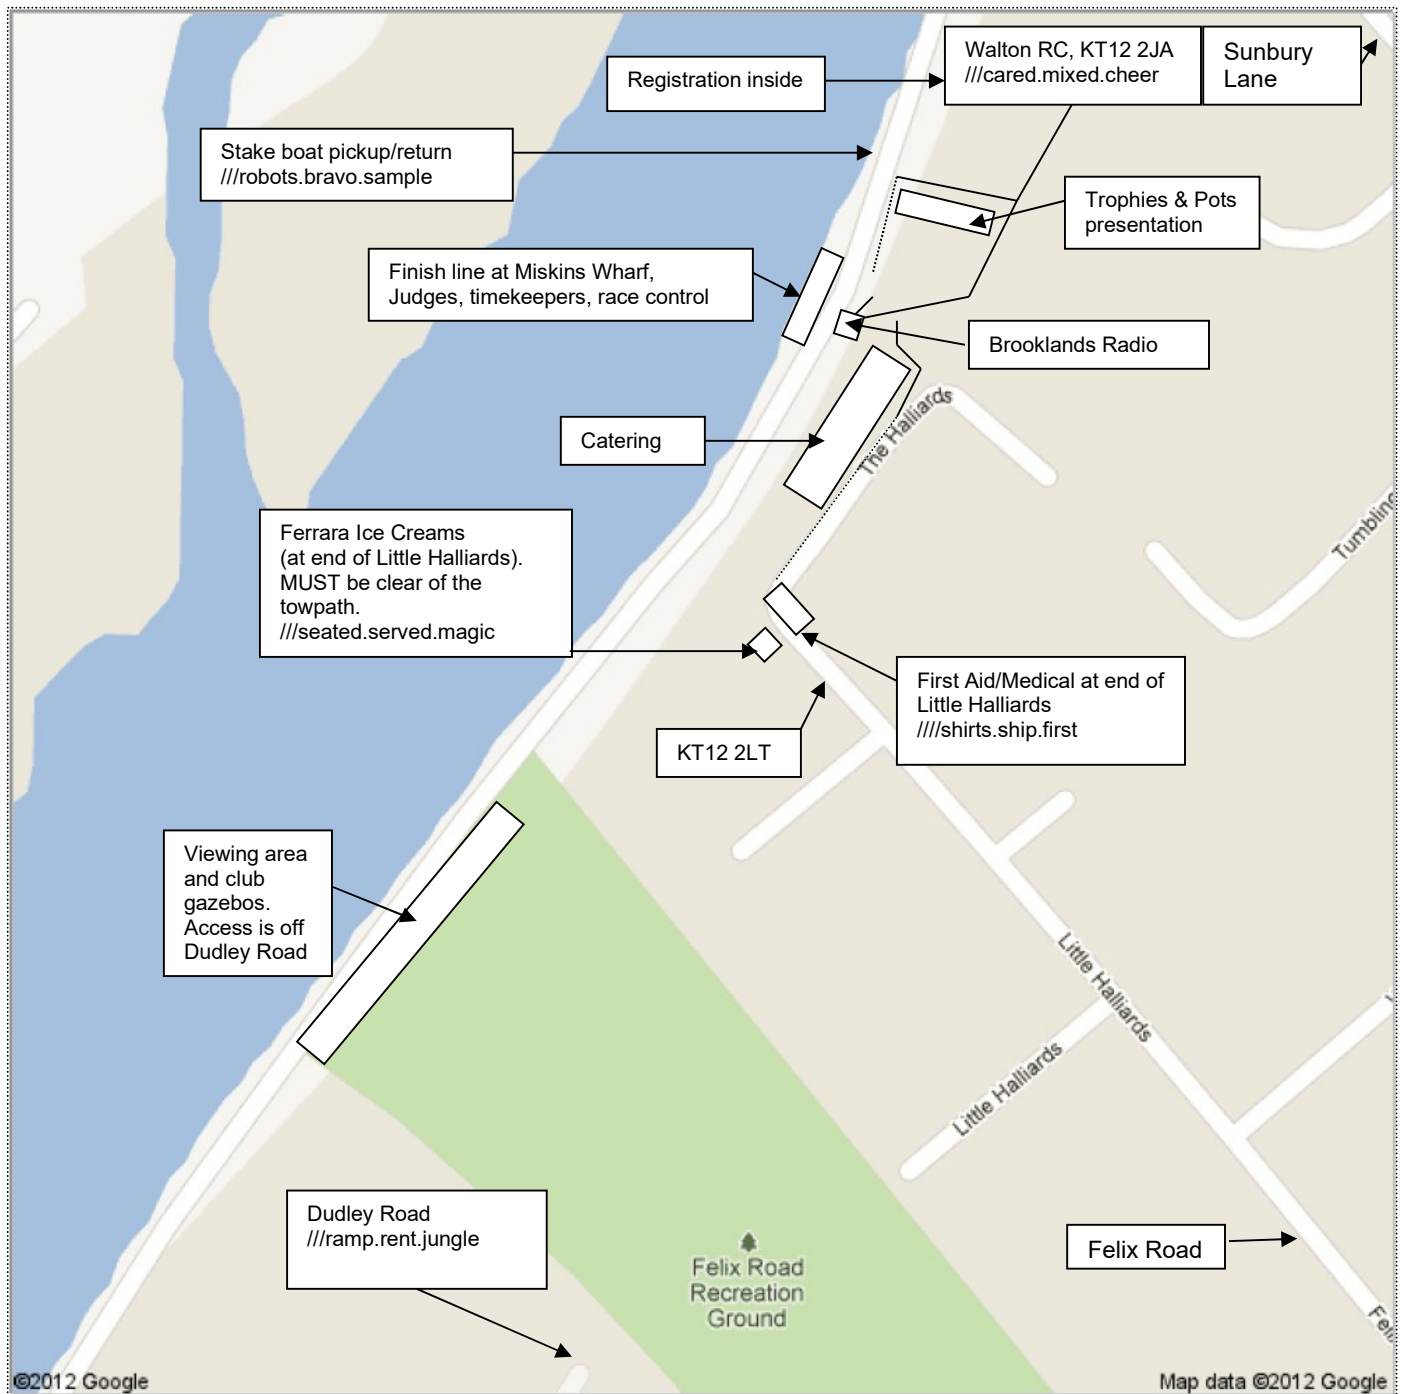 Walton RC, KT12 2JA
///cared.mixed.cheer
Sunbury
Lane
Registration inside
Stake boat pickup/return
///robots.bravo.sample
Trophies & Pots
presentation
Finish line at Miskins Wharf,
Judges, timekeepers, race control
Brooklands Radio
Catering
The Halliards
Ferrara Ice Creams
(at end of Little Halliards).
MUST be clear of the
towpath.
///seated.served.magic
Tumbling
First Aid/Medical at end of
Little Halliards
////shirts.ship.first
KT12 2LT
Viewing area
and club
gazebos.
Access is off
Dudley Road
Little Halliards
Little Halliards
Dudley Road
///ramp.rent.jungle
Felix Road
Recreation
Ground
Felix Road
©2012 Google
Map data ©2012 Google